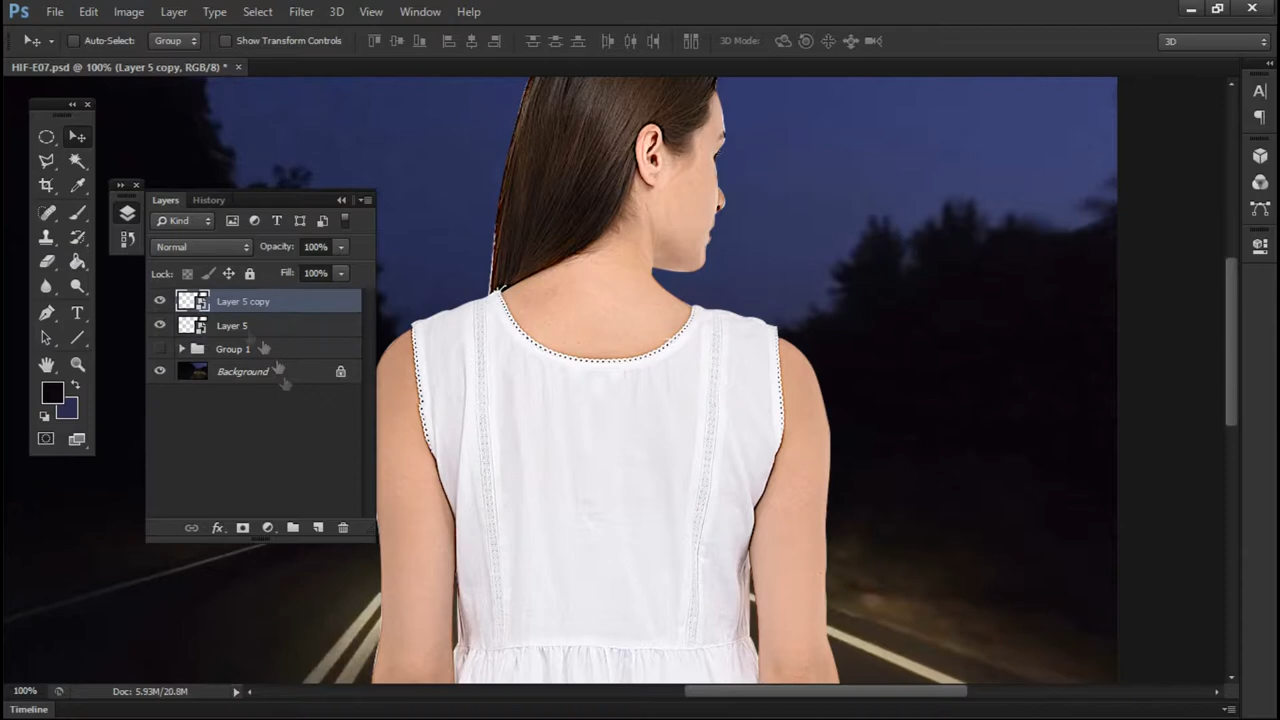 Ps File Edit Image Layer Type Select Filter 3D View Window Help
Auto-Select: Group Show Transform Controls 3D Mode: 3D
HIF-E07.psd @ 100% (Layer 5 copy, RGB/8) *
Layers History
Kind
Normal Opacity: 100%
Lock: Fill: 100%
Layer 5 copy
Layer 5
Group 1
Background
fx
100% Doc: 5.93M/20.8M
Timeline